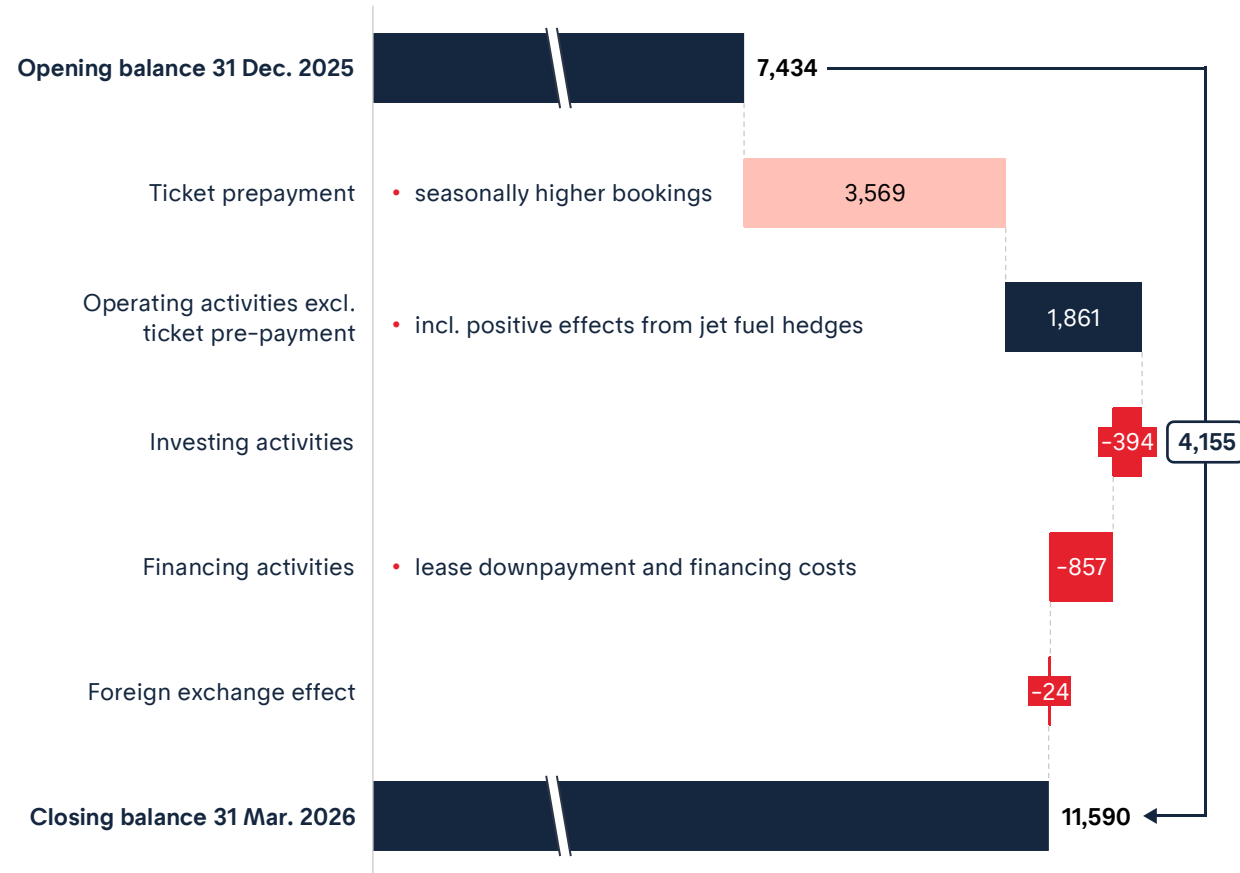 Opening balance 31 Dec. 2025
7,434
Ticket prepayment
• seasonally higher bookings
3,569
Operating activities excl.
ticket pre-payment
• incl. positive effects from jet fuel hedges
1,861
Investing activities
-394
4,155
Financing activities
• lease downpayment and financing costs
-857
Foreign exchange effect
-24
Closing balance 31 Mar. 2026
11,590